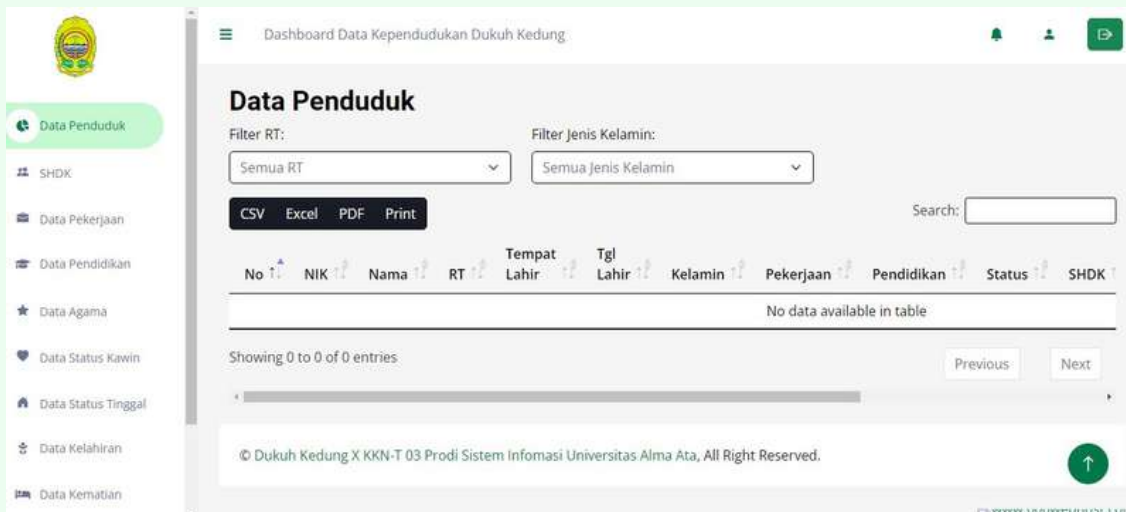 Dashboard Data Kependudukan Dukuh Kedung
Data Penduduk
SHDK
Data Pekerjaan
Data Pendidikan
Data Agama
Data Status Kawin
Data Status Tinggal
Data Kelahiran
Data Kematian
Data Penduduk
Filter RT:
Filter Jenis Kelamin:
Semua RT
Semua Jenis Kelamin
CSV Excel PDF Print
Search:
No NIK Nama RT Tempat Lahir Tgl Lahir Kelamin Pekerjaan Pendidikan Status SHDK
No data available in table
Showing 0 to 0 of 0 entries
Previous Next
© Dukuh Kedung X KKN-T 03 Prodi Sistem Infomasi Universitas Alma Ata, All Right Reserved.